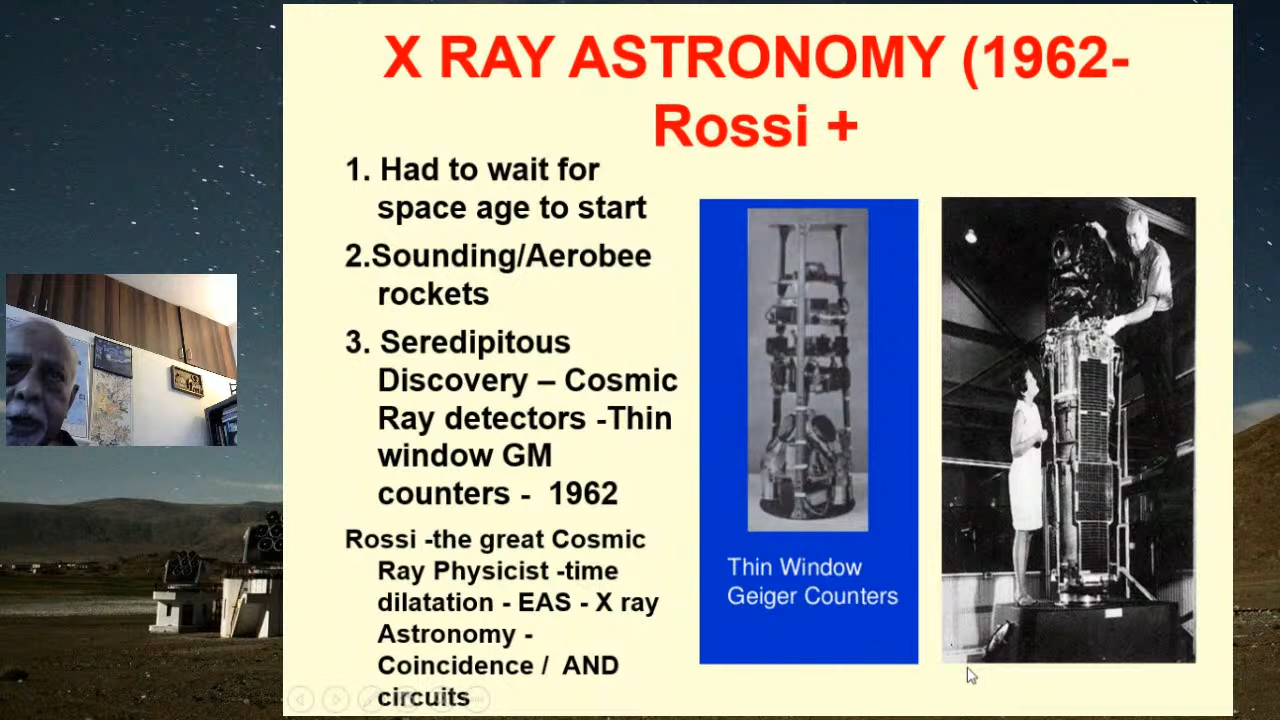 X RAY ASTRONOMY (1962-
Rossi +
1. Had to wait for
space age to start
2.Sounding/Aerobee
rockets
3. Seredipitous
Discovery – Cosmic
Ray detectors -Thin
window GM
counters - 1962
Rossi -the great Cosmic
Ray Physicist -time
dilatation - EAS - X ray
Astronomy -
Coincidence / AND
circuits
Thin Window
Geiger Counters